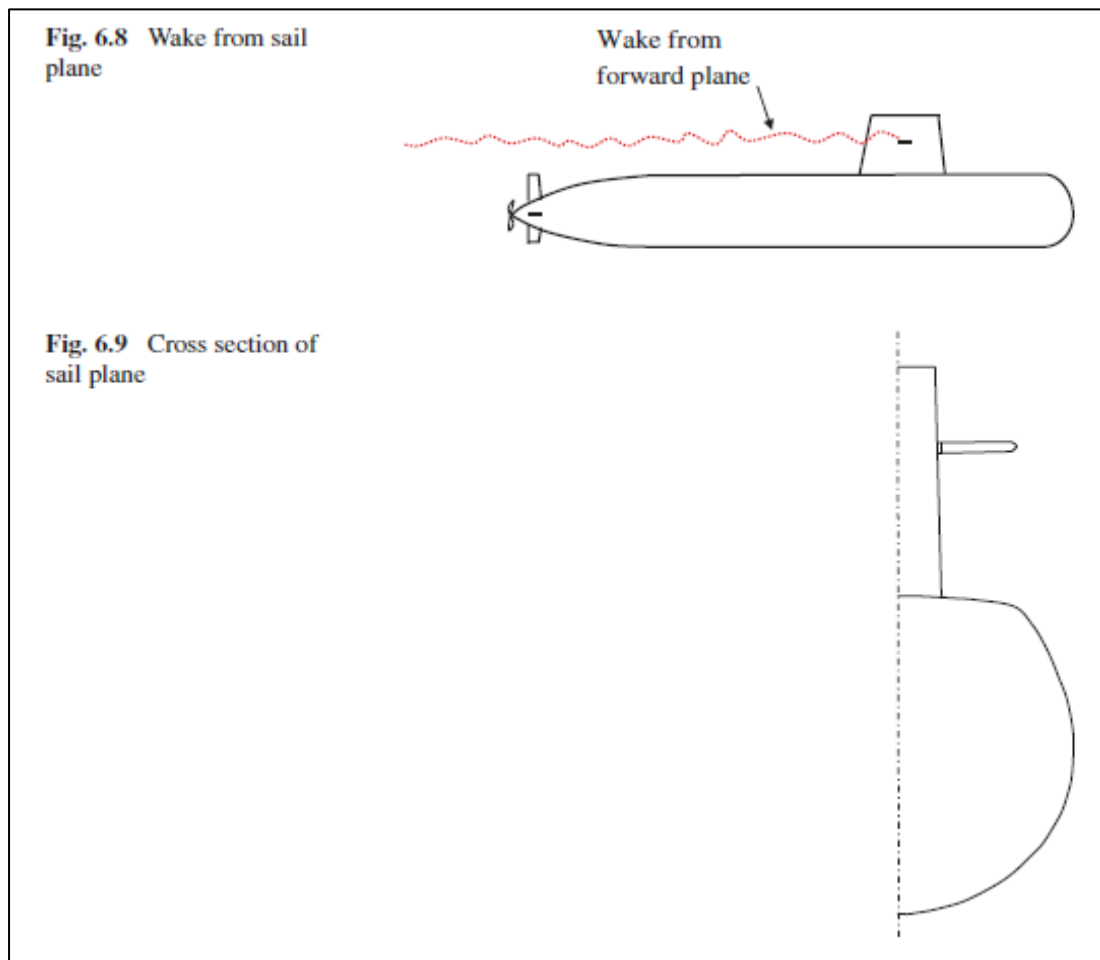 Fig. 6.8 Wake from sail
plane
Wake from
forward plane
Fig. 6.9 Cross section of
sail plane